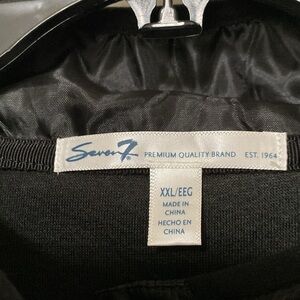 Seven7. PREMIUM QUALITY BRAND EST. 1964
XXL/EEG
MADE IN
CHINA
HECHO EN
CHINA